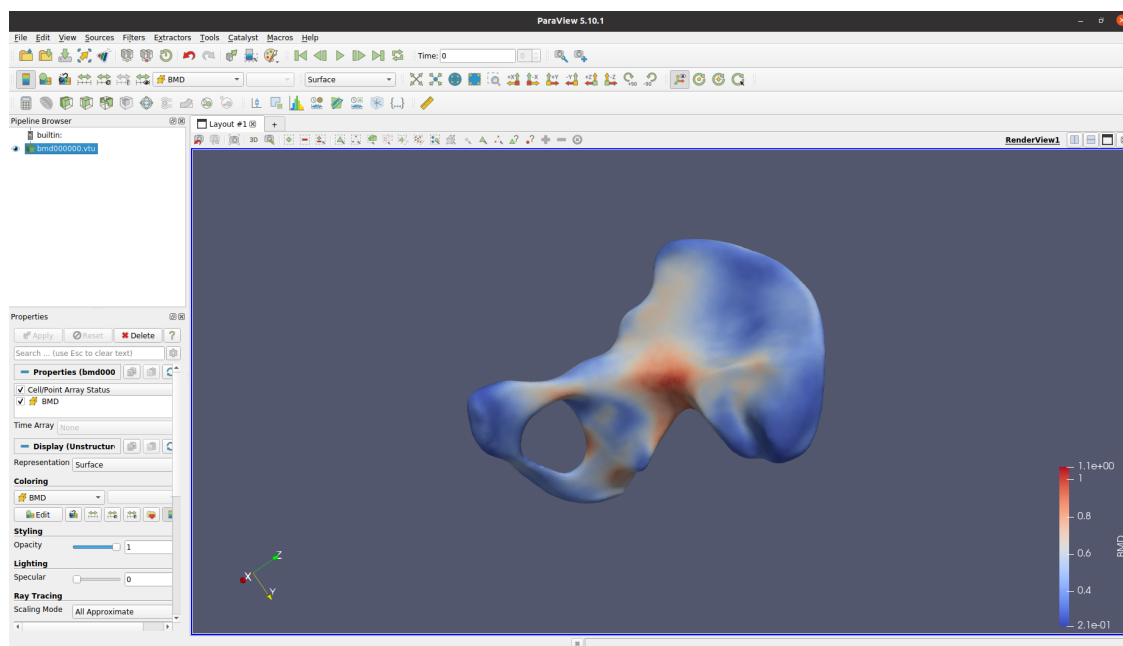 ParaView 5.10.1
File Edit View Sources Filters Extractors Tools Catalyst Macros Help
Time: 0
BMD Surface
+X -X +Y -Y +Z -Z +90 -90
Pipeline Browser
Layout #1 +
builtin:
3D
RenderView1
bmd000000.vtu
Properties
Apply Reset Delete ?
Search ... (use Esc to clear text)
Properties (bmd000
Cell/Point Array Status
BMD
Time Array None
Display (Unstructur
Representation Surface
Coloring
BMD
Edit
Styling
Opacity 1
Lighting
Specular 0
Ray Tracing
Scaling Mode All Approximate
Z
X
Y
1.1e+00
1
0.8
0.6
0.4
2.1e-01
BMD